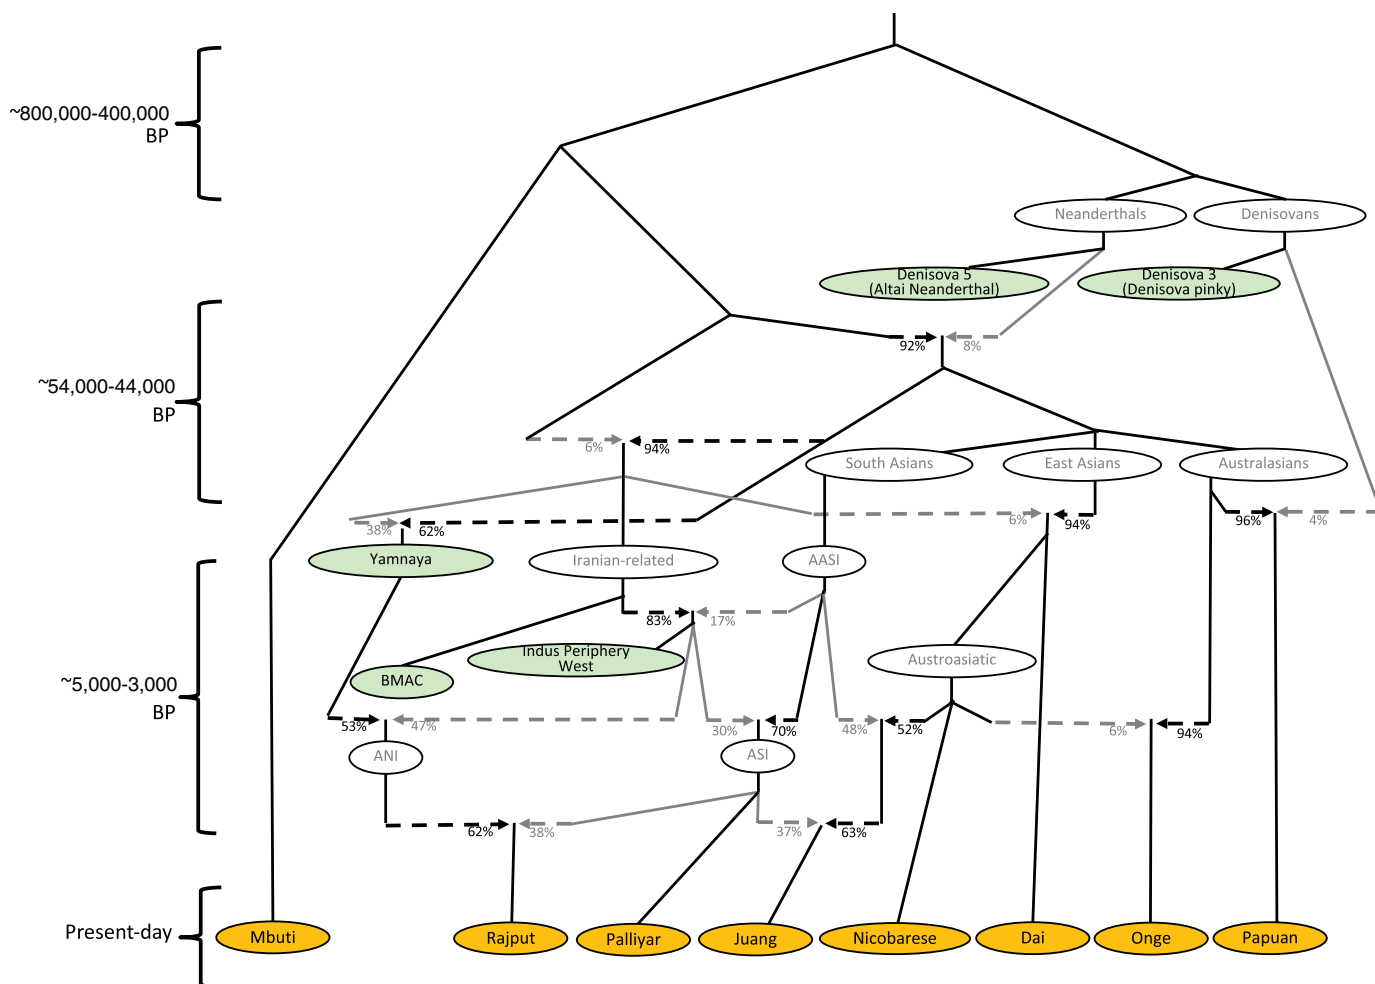 ~800,000-400,000
BP
Neanderthals
Denisovans
Denisova 5
(Altai Neanderthal)
Denisova 3
(Denisova pinky)
92%
8%
~54,000-44,000
BP
6%
94%
South Asians
East Asians
Australasians
38%
62%
6%
94%
96%
4%
Yamnaya
Iranian-related
AASI
83%
17%
Indus Periphery
West
BMAC
Austroasiatic
~5,000-3,000
BP
53%
47%
30%
70%
48%
52%
6%
94%
ANI
ASI
62%
38%
37%
63%
Present-day
Mbuti
Rajput
Palliyar
Juang
Nicobarese
Dai
Onge
Papuan